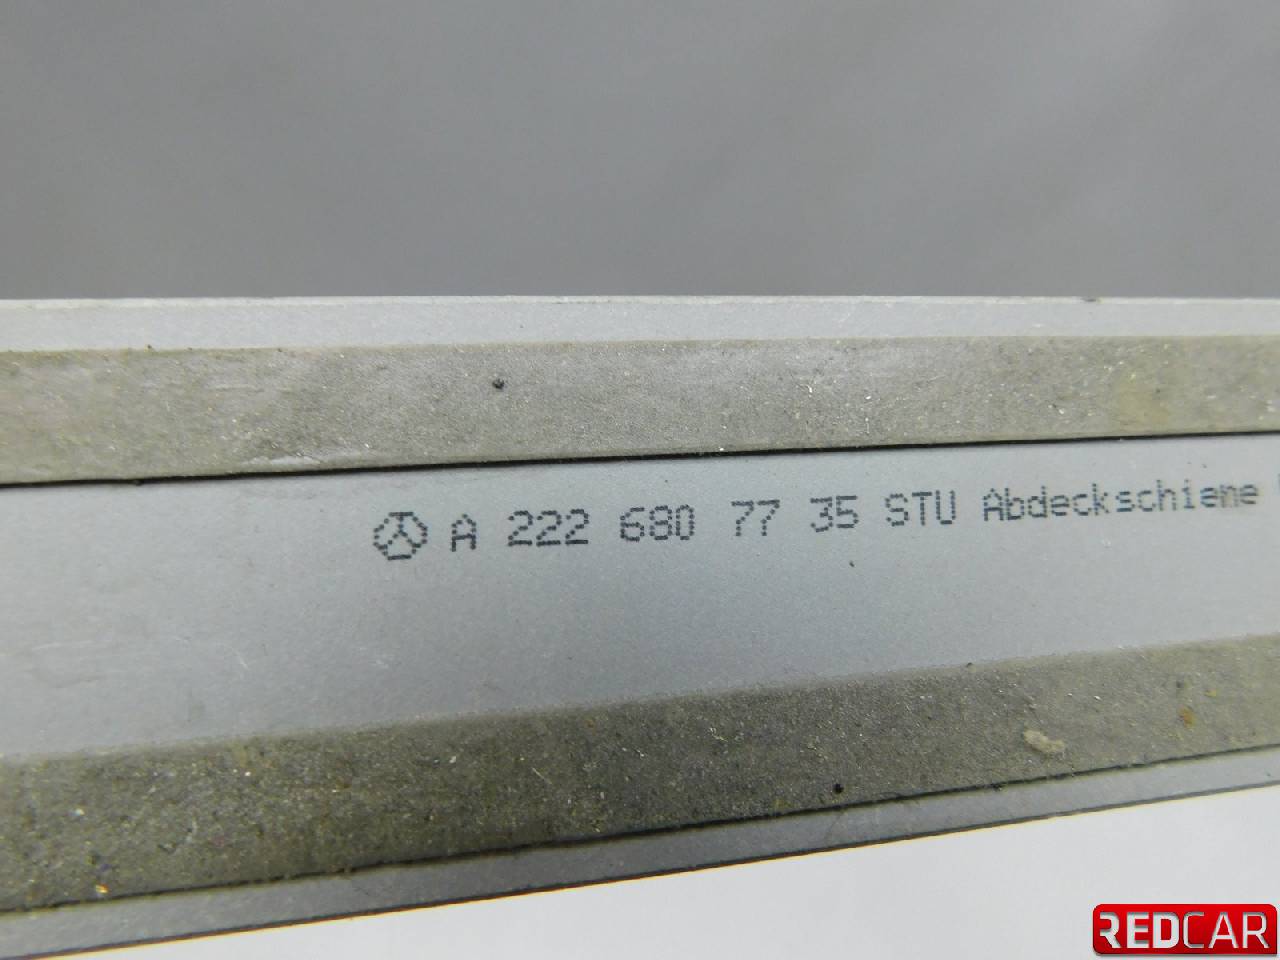 A 222 680 77 35 STU Abdeckschiene
REDCAR